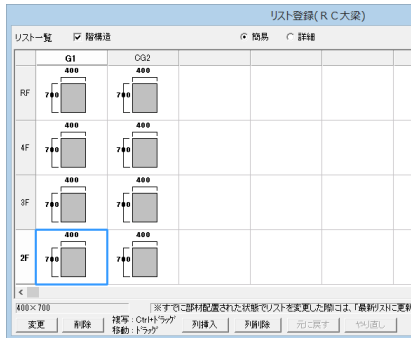 リスト登録(ＲＣ大梁)
リスト一覧 階構造 簡易 詳細
G1 CG2
400 400
RF 700 700
400 400
4F 700 700
400 400
3F 700 700
400 400
2F 700 700
<
400×700 ※すでに部材配置された状態でリストを変更した際には、「最新リストに更新
変更 削除 複写：Ctrl+ドラッグ 列挿入 列削除 元に戻す やり直し
移動：ドラッグ